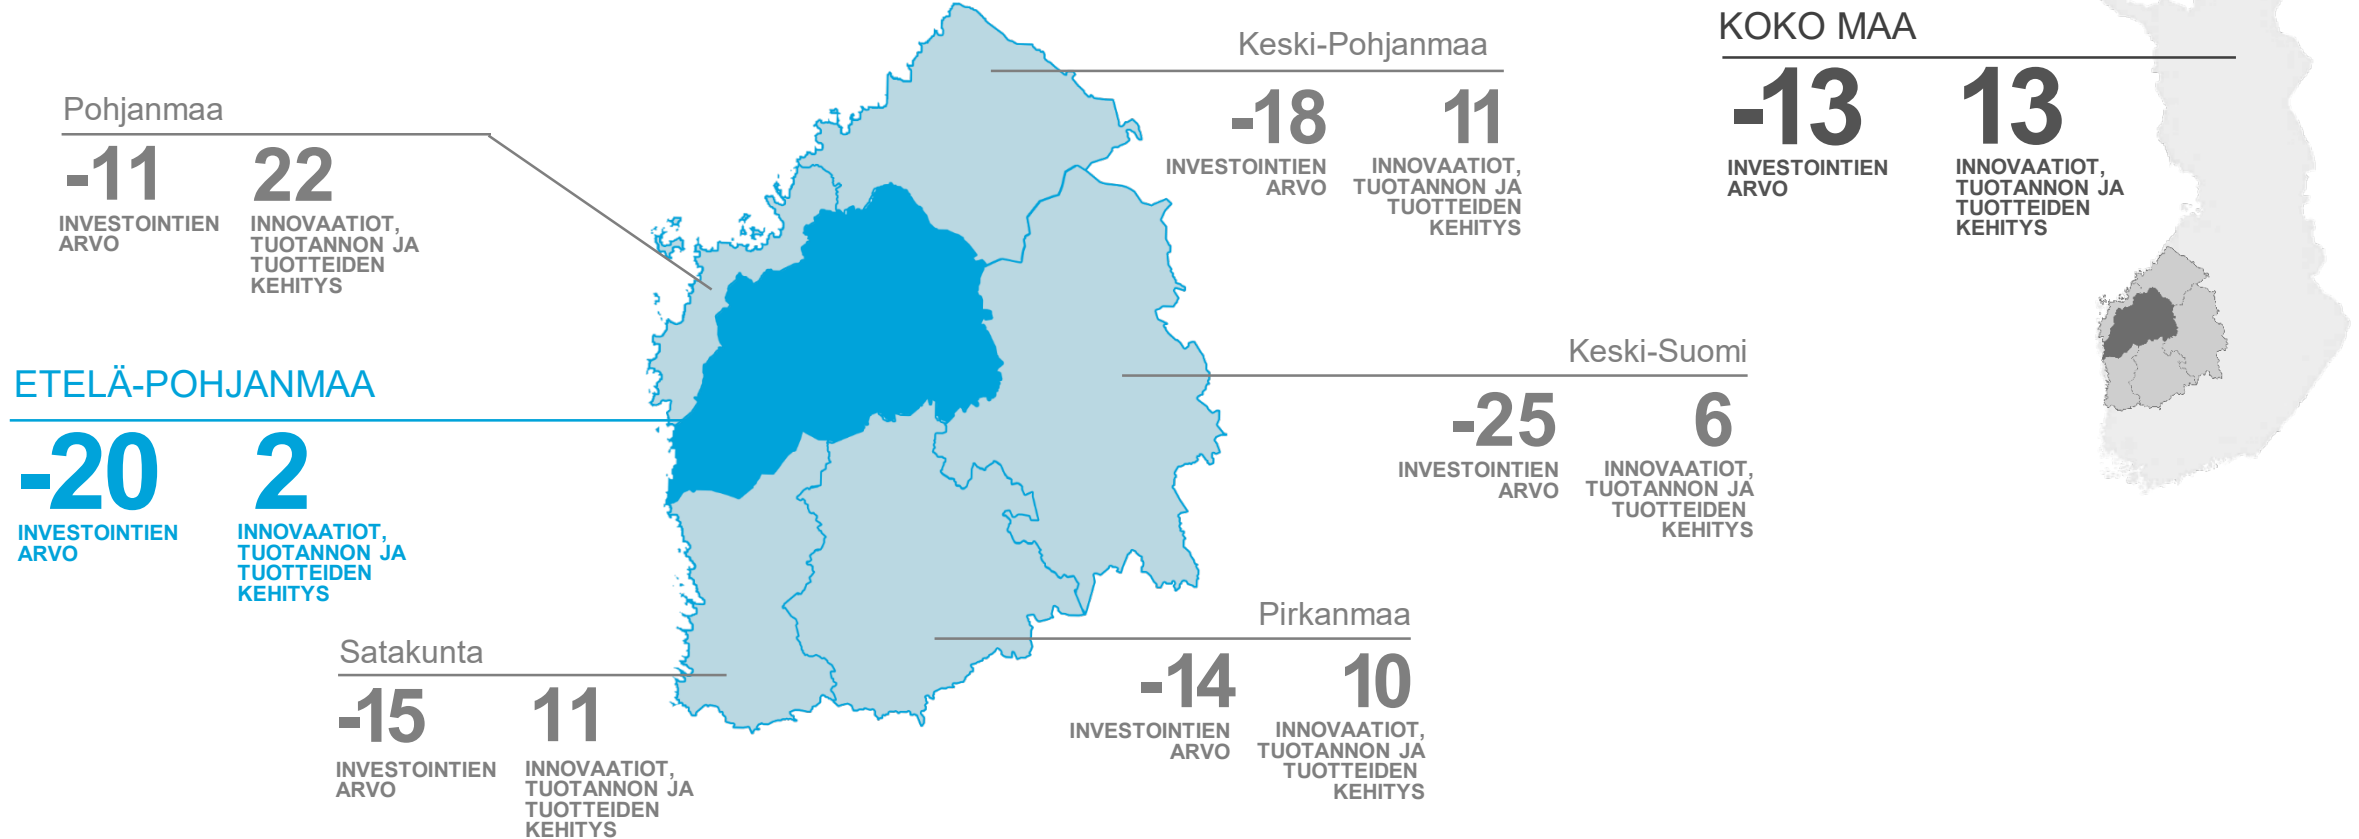 Pohjanmaa
-11
INVESTOINTIEN
ARVO
22
INNOVAATIOT,
TUOTANNON JA
TUOTTEIDEN
KEHITYS
Keski-Pohjanmaa
-18
INVESTOINTIEN
ARVO
11
INNOVAATIOT,
TUOTANNON JA
TUOTTEIDEN
KEHITYS
KOKO MAA
-13
INVESTOINTIEN
ARVO
13
INNOVAATIOT,
TUOTANNON JA
TUOTTEIDEN
KEHITYS
ETELÄ-POHJANMAA
-20
INVESTOINTIEN
ARVO
2
INNOVAATIOT,
TUOTANNON JA
TUOTTEIDEN
KEHITYS
Keski-Suomi
-25
INVESTOINTIEN
ARVO
6
INNOVAATIOT,
TUOTANNON JA
TUOTTEIDEN
KEHITYS
Satakunta
-15
INVESTOINTIEN
ARVO
11
INNOVAATIOT,
TUOTANNON JA
TUOTTEIDEN
KEHITYS
Pirkanmaa
-14
INVESTOINTIEN
ARVO
10
INNOVAATIOT,
TUOTANNON JA
TUOTTEIDEN
KEHITYS